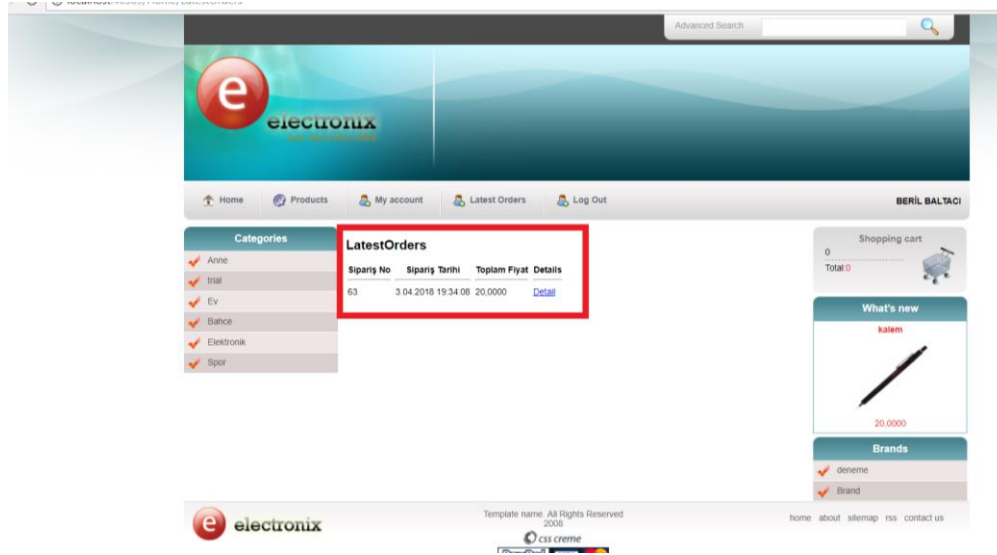 Advanced Search
e
electronix
Home Products My account Latest Orders Log Out BERİL BALTACI
Categories
Anne
trial
Ev
Bahce
Elektronik
Spor
LatestOrders
Sipariş No Sipariş Tarihi Toplam Fiyat Details
63 3.04.2018 19:34:08 20,0000 Detail
Shopping cart
0
Total:0
What's new
kalem
20,0000
Brands
deneme
Brand
e electronix
Template name. All Rights Reserved
2008
css creme
home about sitemap rss contact us